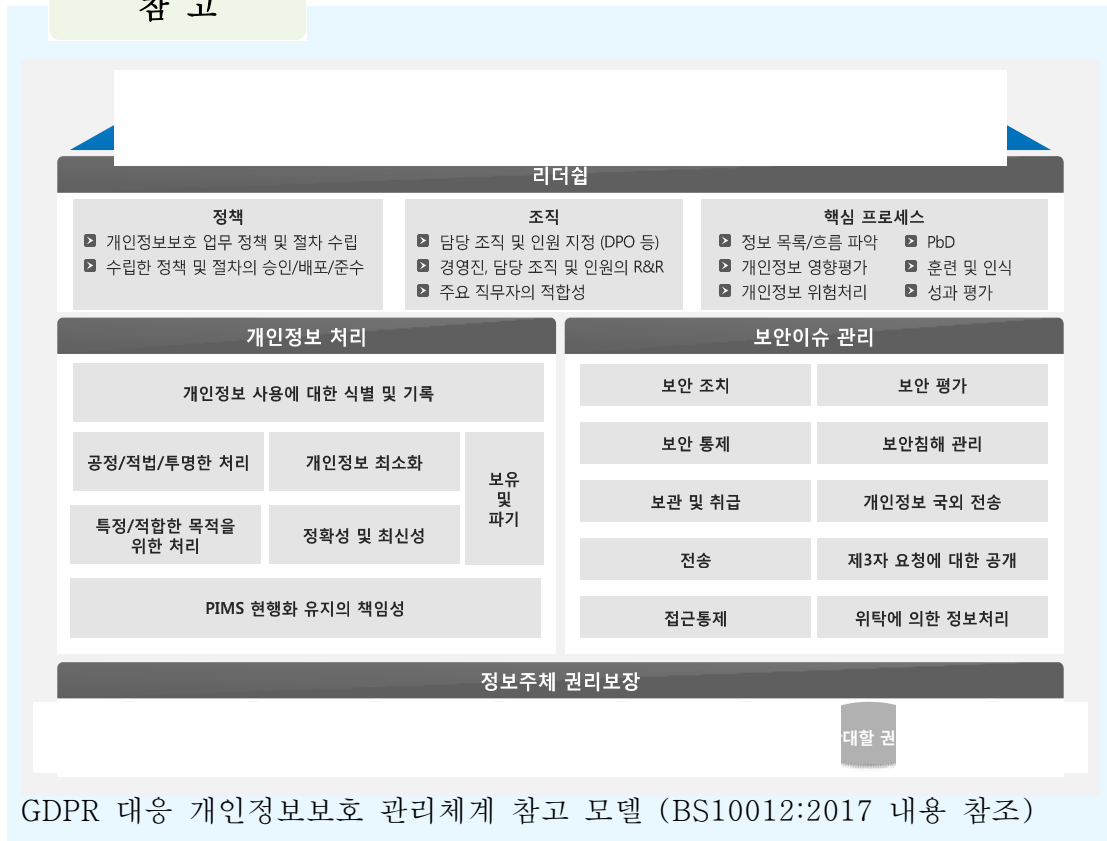 참 고
리더쉽
정책
개인정보보호 업무 정책 및 절차 수립
수립한 정책 및 절차의 승인/배포/준수
조직
담당 조직 및 인원 지정 (DPO 등)
경영진, 담당 조직 및 인원의 R&R
주요 직무자의 적합성
핵심 프로세스
정보 목록/흐름 파악
개인정보 영향평가
개인정보 위험처리
PbD
훈련 및 인식
성과 평가
개인정보 처리
개인정보 사용에 대한 식별 및 기록
공정/적법/투명한 처리
개인정보 최소화
특정/적합한 목적을
위한 처리
정확성 및 최신성
보유
및
파기
PIMS 현행화 유지의 책임성
보안이슈 관리
보안 조치
보안 평가
보안 통제
보안침해 관리
보관 및 취급
개인정보 국외 전송
전송
제3자 요청에 대한 공개
접근통제
위탁에 의한 정보처리
정보주체 권리보장
대할 권
GDPR 대응 개인정보보호 관리체계 참고 모델 (BS10012:2017 내용 참조)